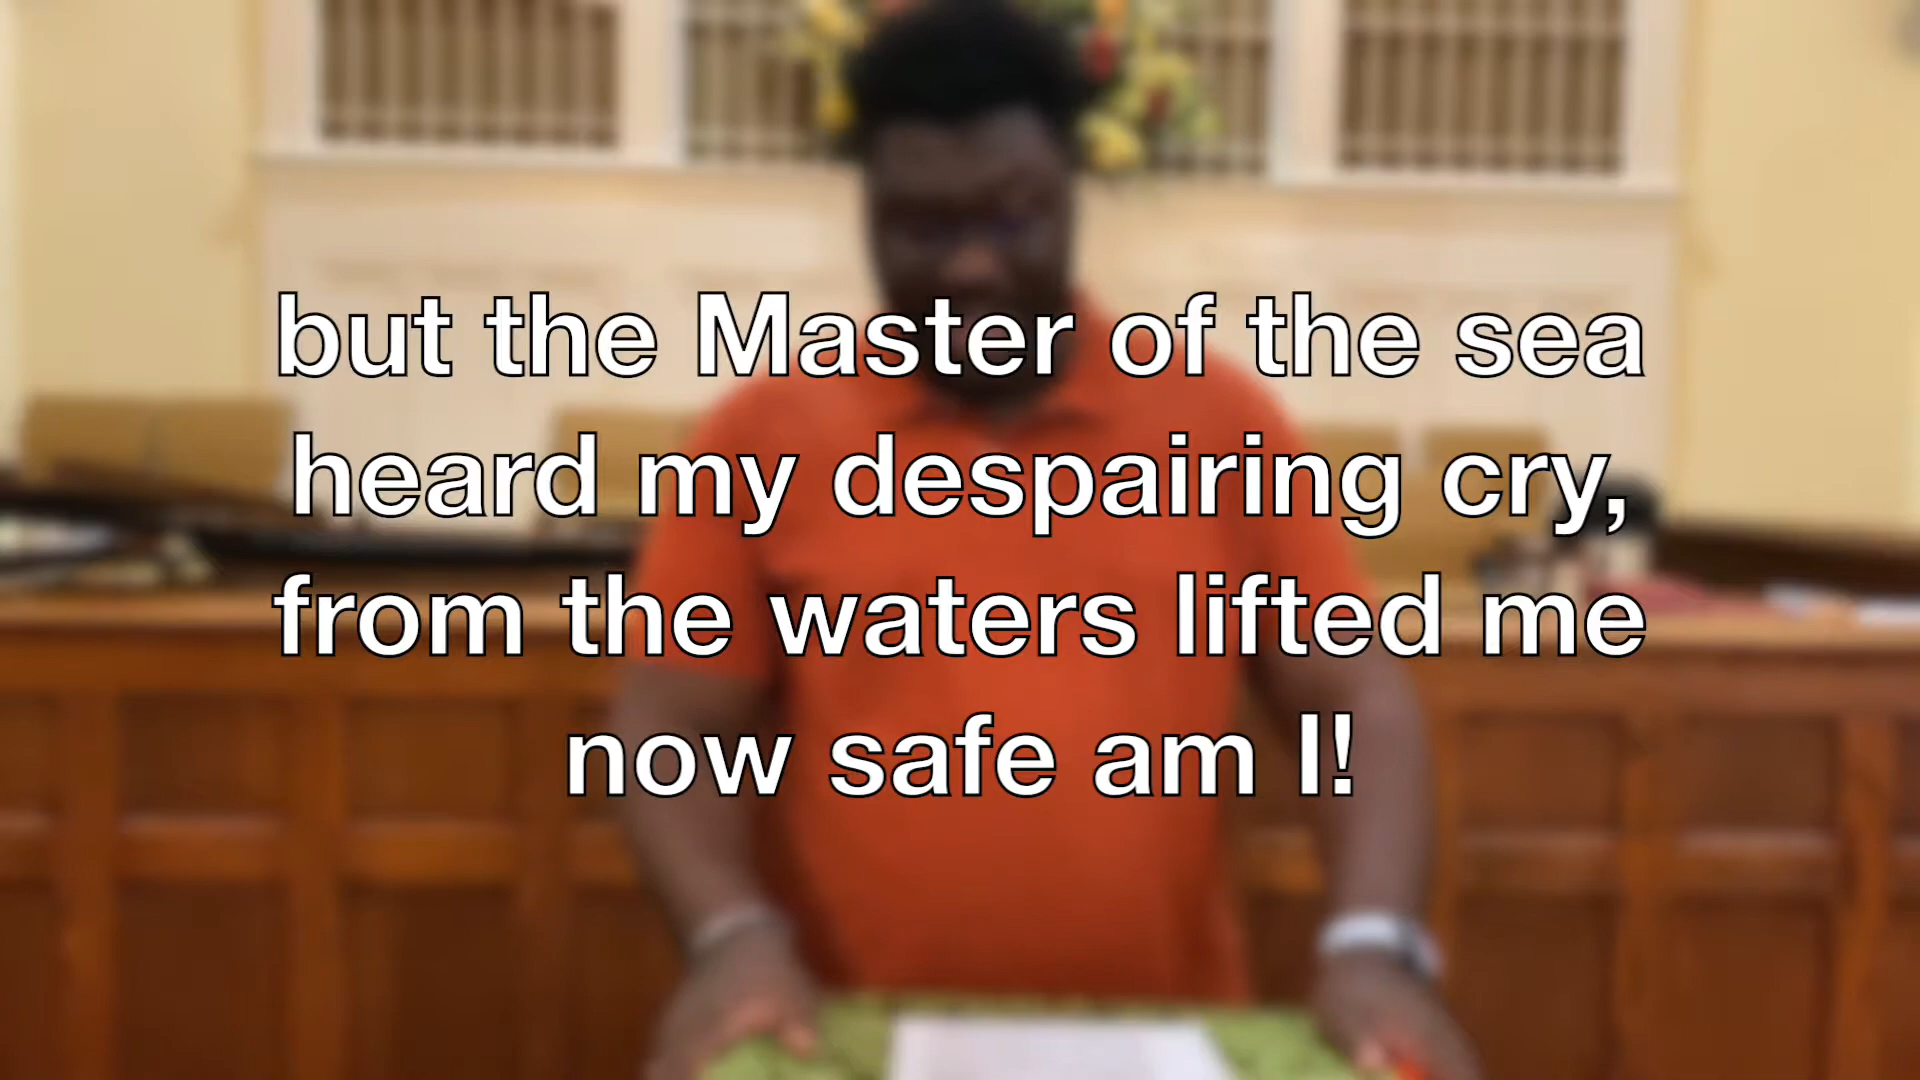 but the Master of the sea
heard my despairing cry,
from the waters lifted me
now safe am I!